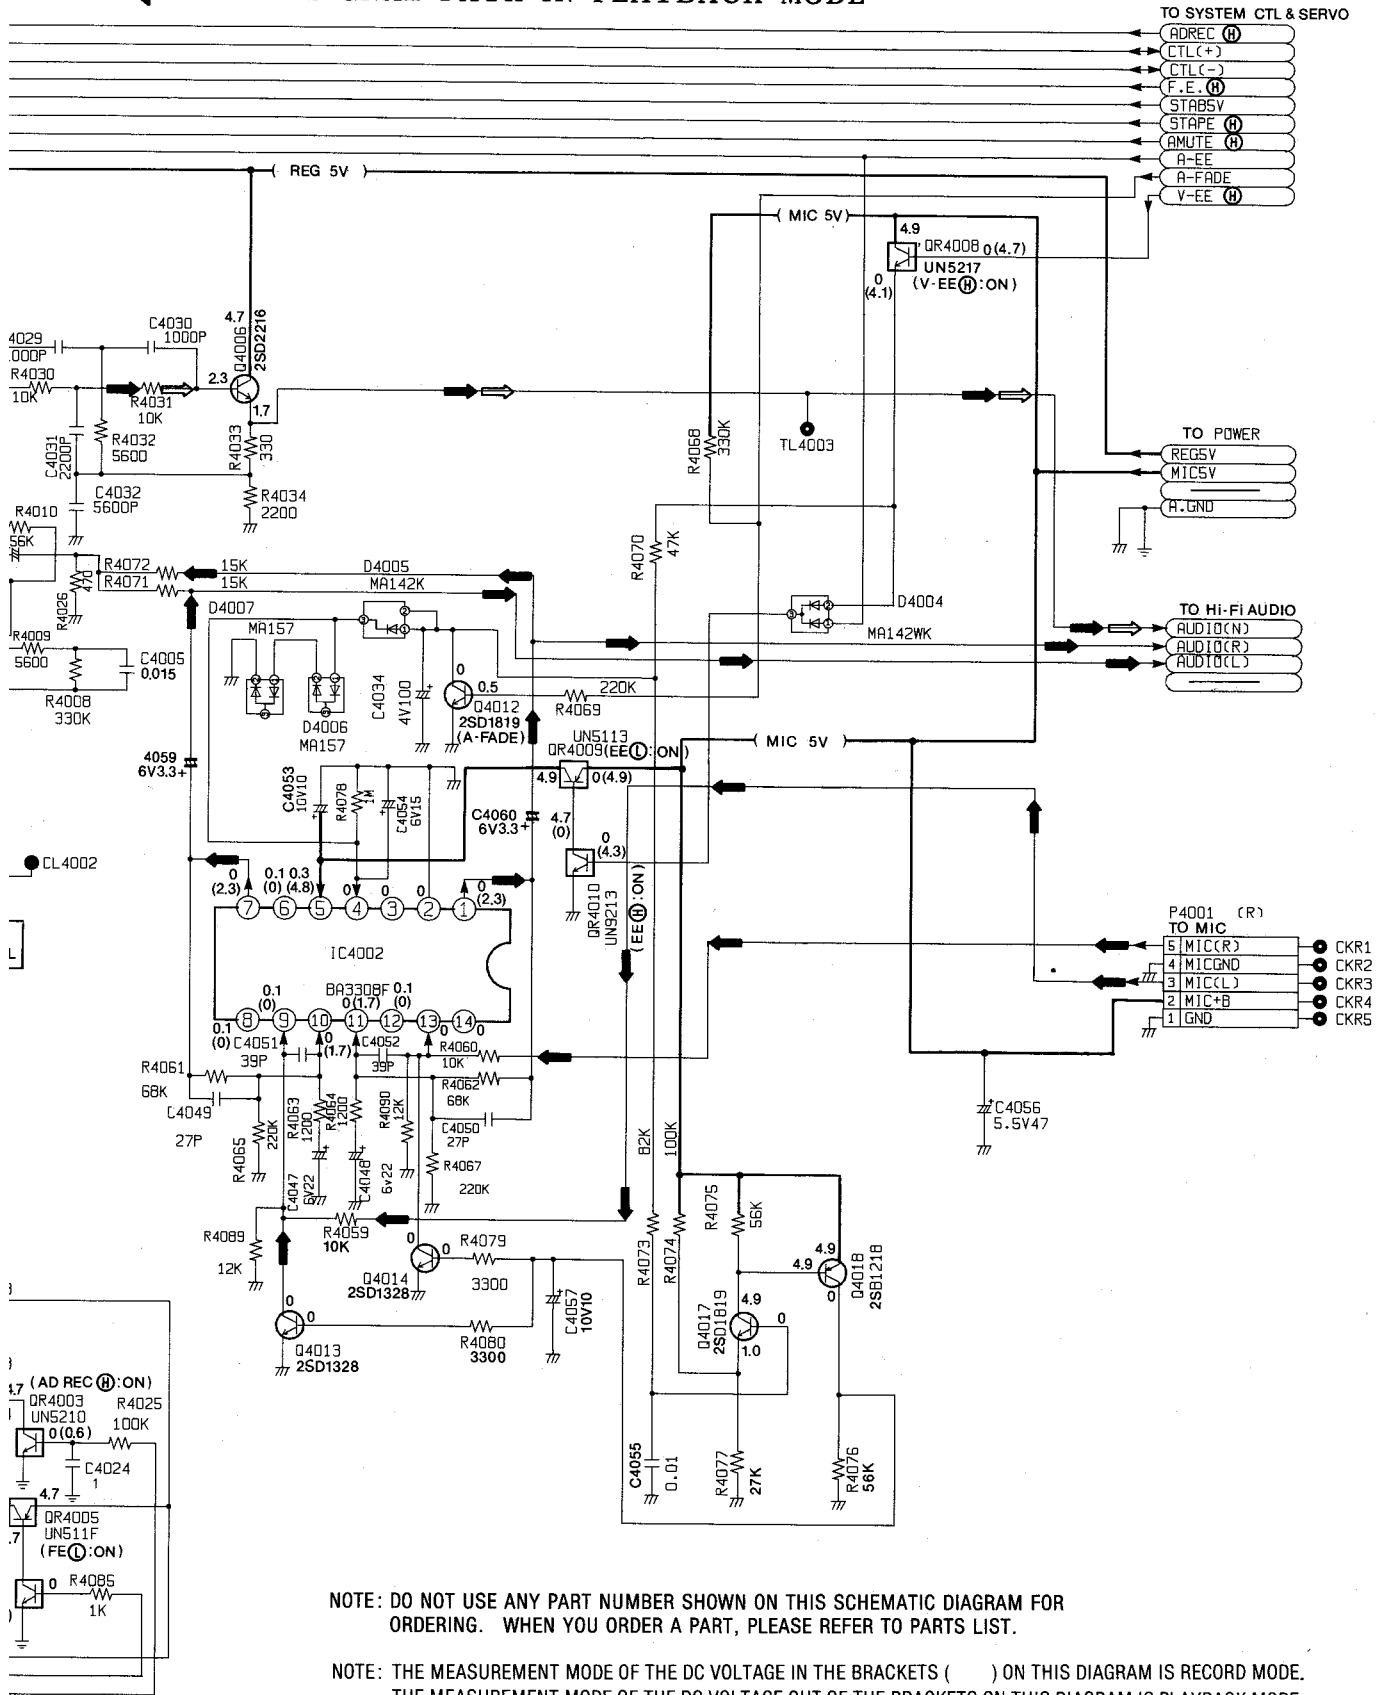 TO SYSTEM CTL & SERVO
ADREC Ⓗ
CTL(+)
CTL(-)
F.E. Ⓗ
STAB5V
STAPE Ⓗ
AMUTE Ⓗ
A-EE
A-FADE
V-EE Ⓗ
( REG 5V )
( MIC 5V )
4.9
QR4008 0(4.7)
UN5217
(V-EEⒽ:ON)
0
(4.1)
4.7
Q4006
2SD2216
2.3
1.7
C4030
1000P
4029
R4030
10K
R4031
10K
C4031
2200P
R4032
5600
R4033
330
R4034
2200
C4032
5600P
TL4003
R4068
330K
TO POWER
REG5V
MIC5V
A.GND
R4010
56K
R4072
15K
D4005
R4071
15K
MA142K
R4026
470
D4007
MA157
R4070
47K
D4004
MA142WK
TO Hi-Fi AUDIO
AUDIO(N)
AUDIO(R)
AUDIO(L)
R4009
5600
C4005
0.015
R4008
330K
D4006
MA157
C4034
4V100
0
0.5
Q4012
2SD1819
(A-FADE)
220K
R4069
4059
6V3.3+
C4053
10V10
R4078
1M
C4054
6V15
C4060
6V3.3+
UN5113
QR4009(EEⓁ:ON)
4.9
0(4.9)
( MIC 5V )
4.7
(0)
0
(4.3)
QR4010
UN9213
(EEⒽ:ON)
CL4002
0
(2.3)
0.1
(0)
0.3
(4.8)
0
0
0
0
(2.3)
7 6 5 4 3 2 1
IC4002
BA3308F
0.1
(0)
0(1.7)
0.1
(0)
8 9 10 11 12 13 14
0.1
(0)
0
(1.7)
0
0
C4051
39P
C4052
39P
R4060
10K
R4061
68K
R4062
68K
C4049
27P
R4065
220K
R4063
1200
R4064
1200
R4090
12K
C4050
27P
R4067
220K
C4047
6V22
C4048
6V22
P4001 (R)
TO MIC
5 MIC(R) CKR1
4 MICGND CKR2
3 MIC(L) CKR3
2 MIC+B CKR4
1 GND CKR5
C4056
5.5V47
R4089
12K
R4059
10K
0
0
Q4014
2SD1328
R4079
3300
C4057
10V10
0
0
Q4013
2SD1328
R4080
3300
82K
100K
R4073
R4074
R4075
56K
4.9
4.9
0
Q4018
2SB1218
Q4017
2SD1819
4.9
0
1.0
C4055
0.01
R4077
27K
R4076
56K
(AD RECⒽ:ON)
4.7
QR4003
UN5210
0(0.6)
R4025
100K
C4024
1
4.7
QR4005
UN511F
(FEⓁ:ON)
.7
0
R4085
1K
NOTE: DO NOT USE ANY PART NUMBER SHOWN ON THIS SCHEMATIC DIAGRAM FOR
ORDERING. WHEN YOU ORDER A PART, PLEASE REFER TO PARTS LIST.
NOTE: THE MEASUREMENT MODE OF THE DC VOLTAGE IN THE BRACKETS ( ) ON THIS DIAGRAM IS RECORD MODE.